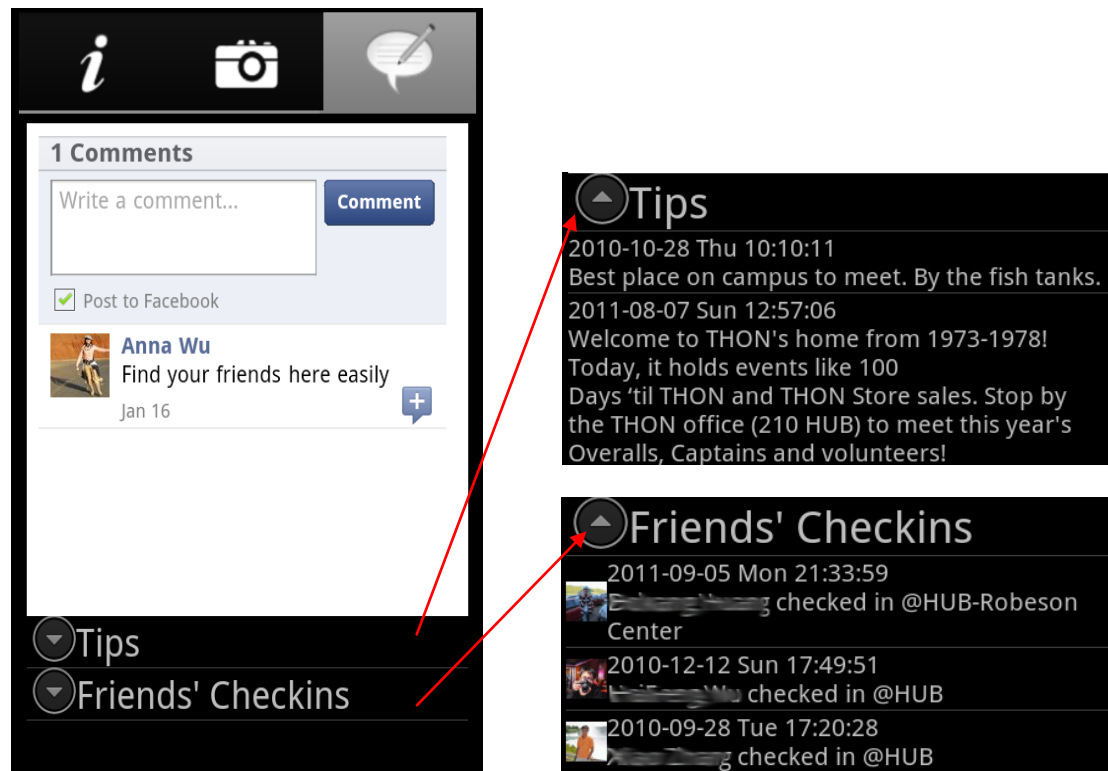 1 Comments
Write a comment...
Comment
Post to Facebook
Anna Wu
Find your friends here easily
Jan 16
Tips
Friends' Checkins
Tips
2010-10-28 Thu 10:10:11
Best place on campus to meet. By the fish tanks.
2011-08-07 Sun 12:57:06
Welcome to THON's home from 1973-1978!
Today, it holds events like 100
Days ‘til THON and THON Store sales. Stop by
the THON office (210 HUB) to meet this year's
Overalls, Captains and volunteers!
Friends' Checkins
2011-09-05 Mon 21:33:59
checked in @HUB-Robeson
Center
2010-12-12 Sun 17:49:51
checked in @HUB
2010-09-28 Tue 17:20:28
checked in @HUB